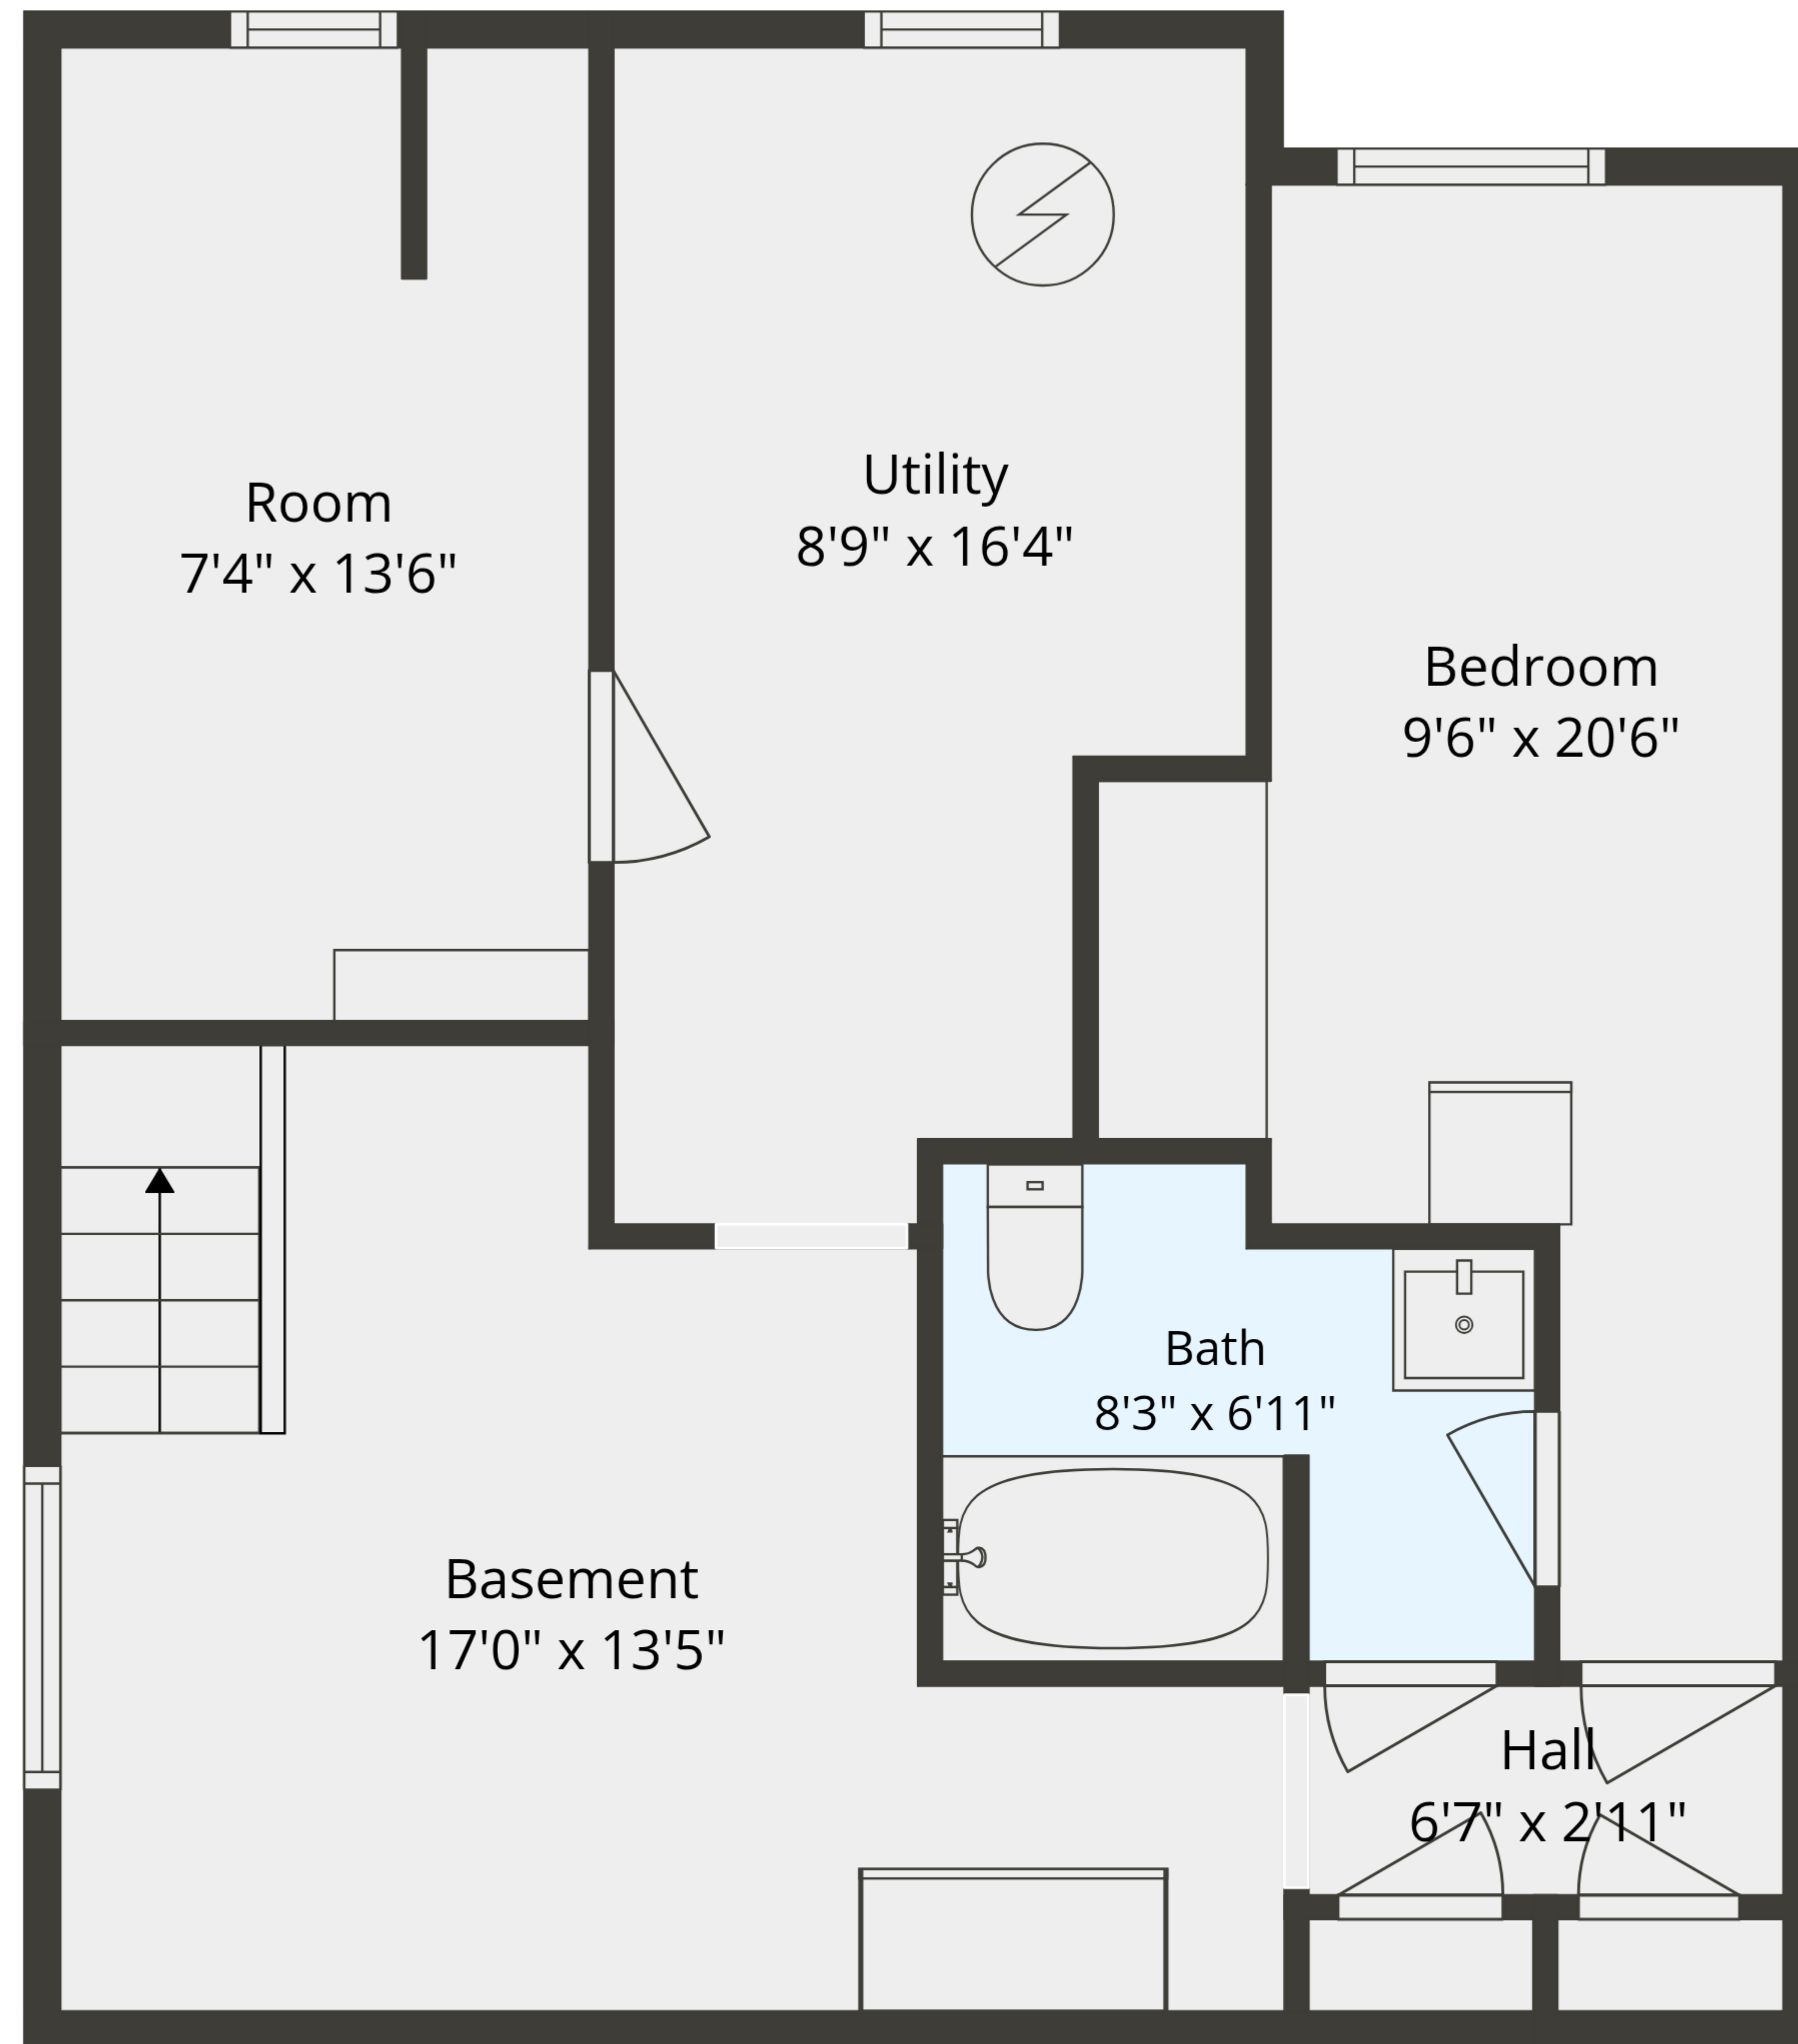 Room
7'4" x 13'6"
Utility
8'9" x 16'4"
Bedroom
9'6" x 20'6"
Bath
8'3" x 6'11"
Basement
17'0" x 13'5"
Hall
6'7" x 2'11"